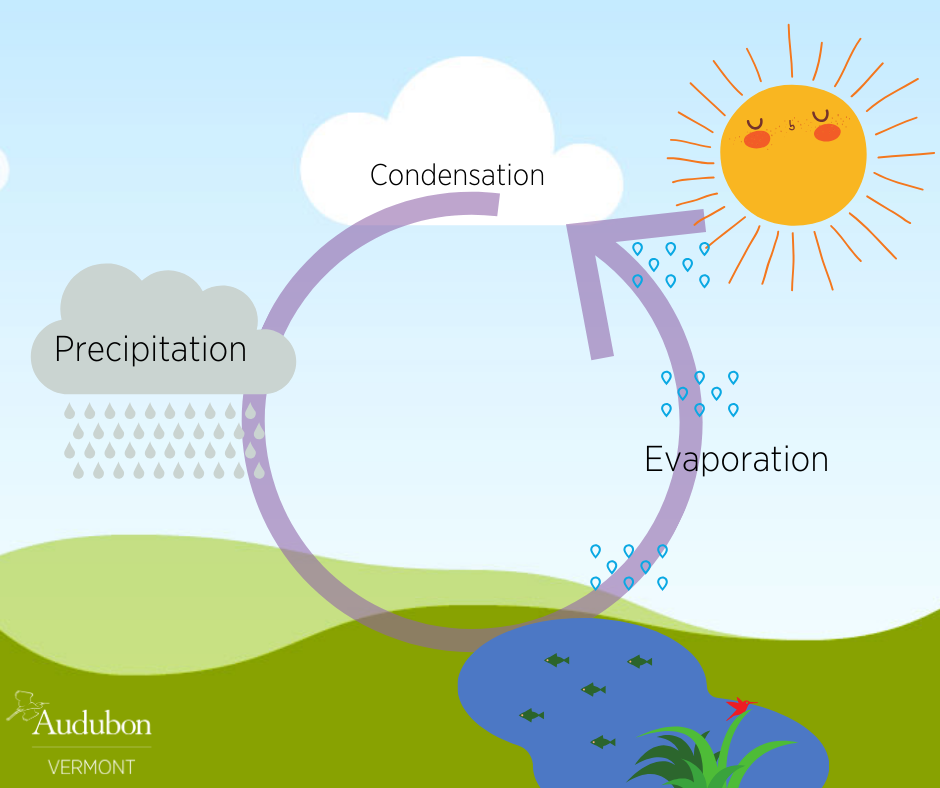 Condensation
Precipitation
Evaporation
Audubon
VERMONT